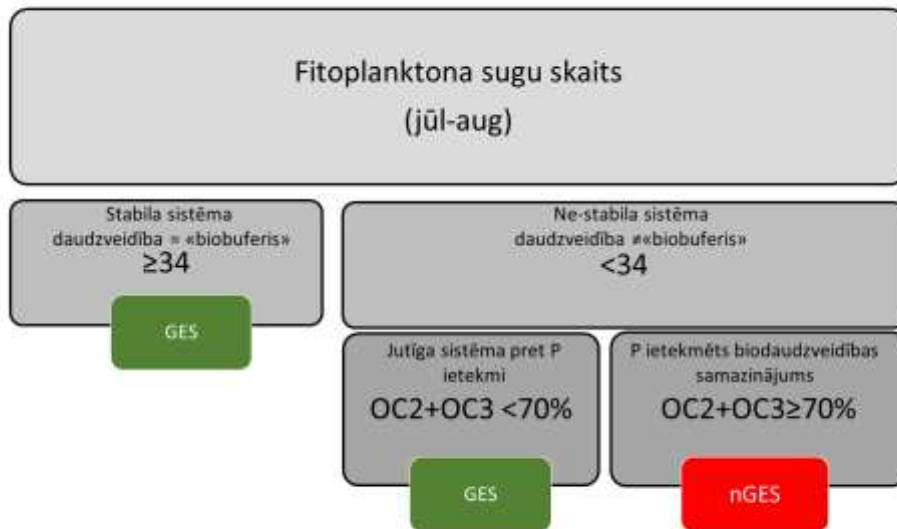 Fitoplanktona sugu skaits
(jūl-aug)
Stabila sistēma
daudzveidība = «biobuferis»
≥34
GES
Ne-stabila sistēma
daudzveidība ≠«biobuferis»
<34
Jutīga sistēma pret P
ietekmi
OC2+OC3 <70%
GES
P ietekmēts biodaudzveidības
samazinājums
OC2+OC3≥70%
nGES